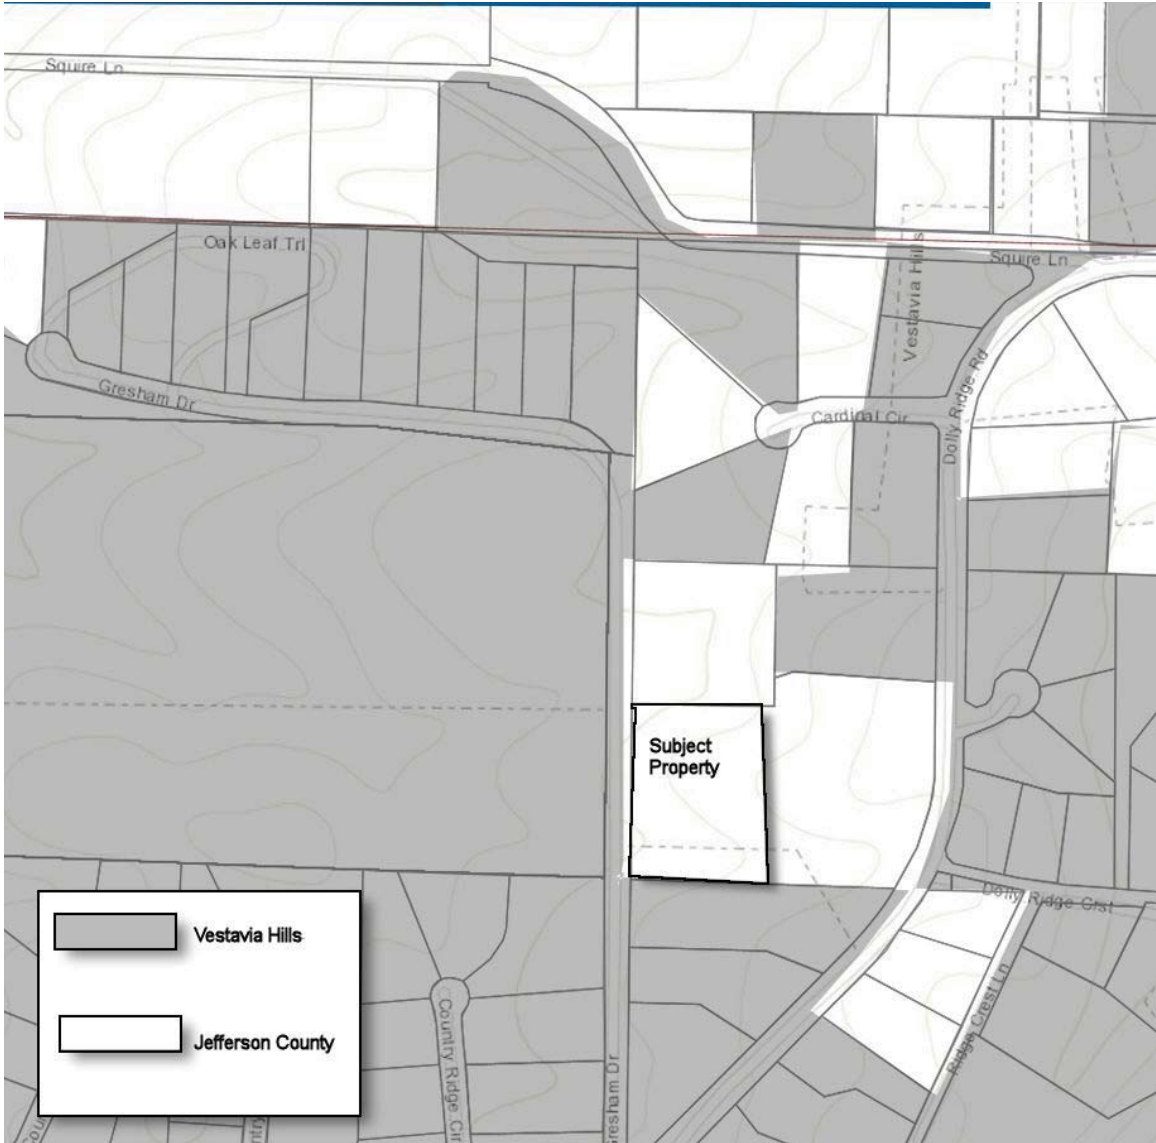 Squire Ln
Oak Leaf Trl
Squire Ln
Vestavia Hills
Gresham Dr
Dolly Ridge Rd
Cardinal Cir
Subject
Property
Dolly Ridge Crst
Vestavia Hills
Ridge Crest Ln
Country Ridge Cir
Jefferson County
Gresham Dr